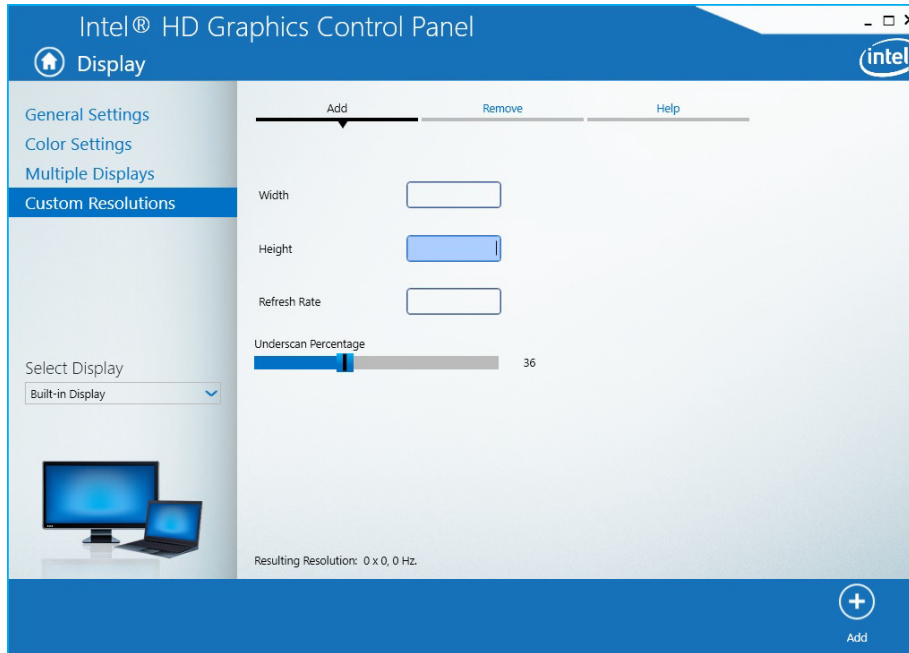 Intel® HD Graphics Control Panel
Display
intel
General Settings
Color Settings
Multiple Displays
Custom Resolutions
Select Display
Built-in Display
Add
Remove
Help
Width
Height
Refresh Rate
Underscan Percentage
36
Resulting Resolution: 0 x 0, 0 Hz.
Add